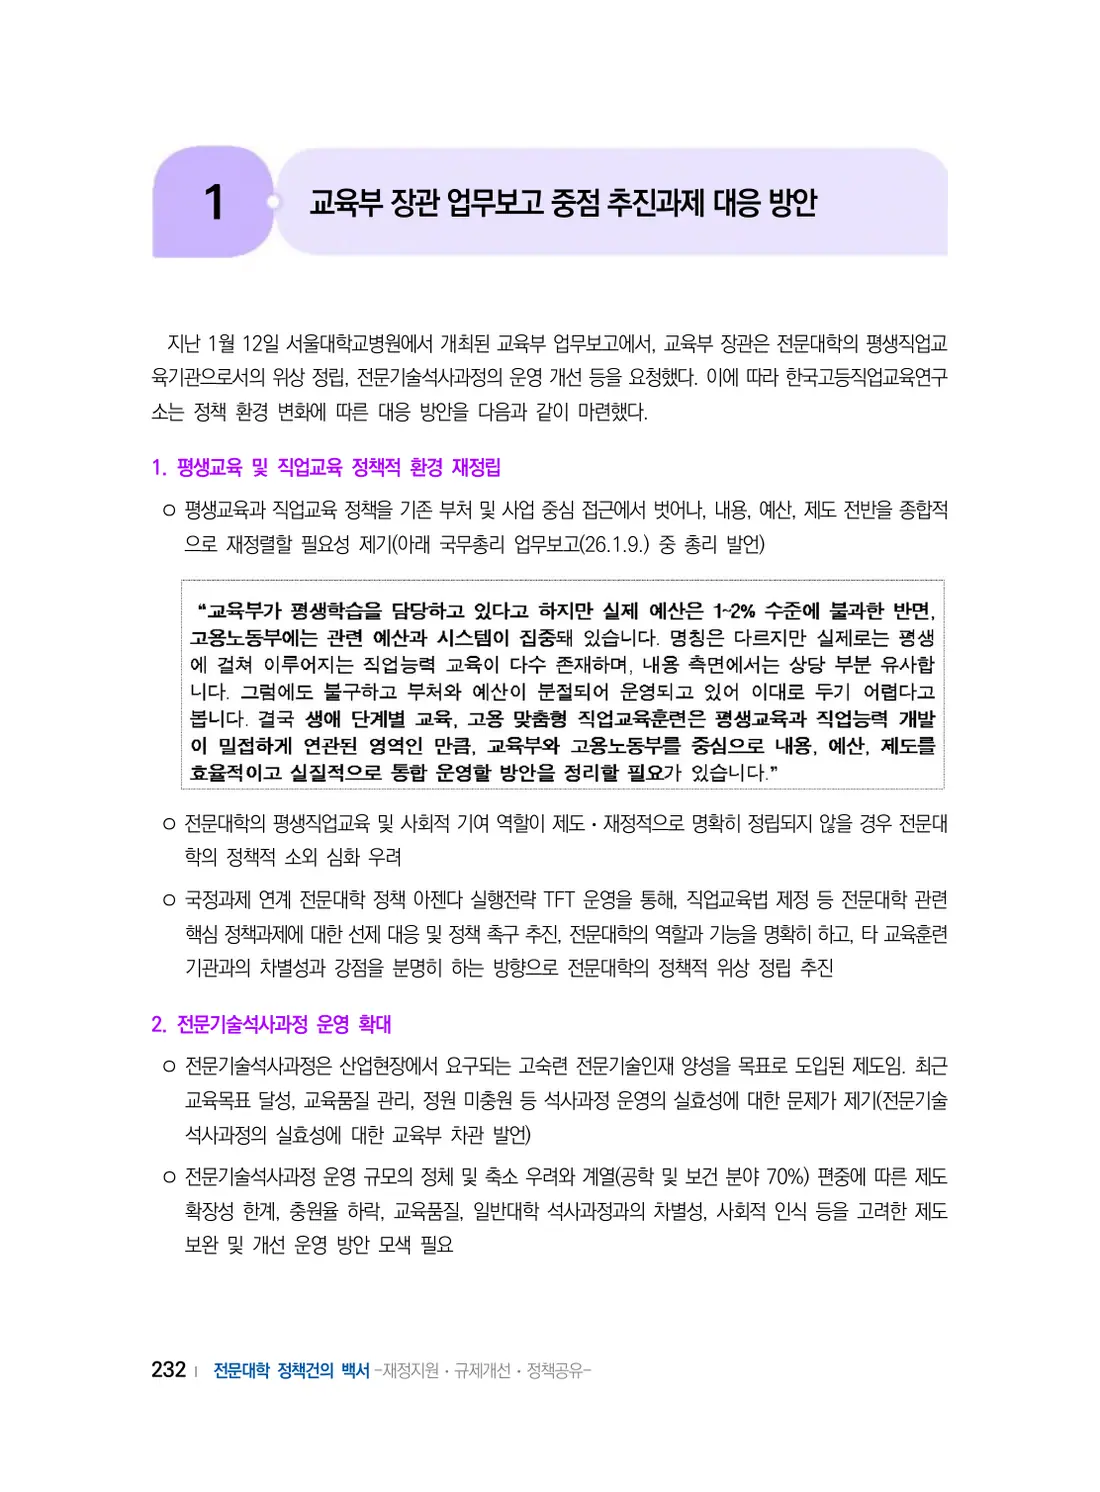 1
교육부 장관 업무보고 중점 추진과제 대응 방안
지난 1월 12일 서울대학교병원에서 개최된 교육부 업무보고에서, 교육부 장관은 전문대학의 평생직업교
육기관으로서의 위상 정립, 전문기술석사과정의 운영 개선 등을 요청했다. 이에 따라 한국고등직업교육연구
소는 정책 환경 변화에 따른 대응 방안을 다음과 같이 마련했다.
1. 평생교육 및 직업교육 정책적 환경 재정립
○ 평생교육과 직업교육 정책을 기존 부처 및 사업 중심 접근에서 벗어나, 내용, 예산, 제도 전반을 종합적
으로 재정렬할 필요성 제기(아래 국무총리 업무보고(26.1.9.) 중 총리 발언)
“교육부가 평생학습을 담당하고 있다고 하지만 실제 예산은 1~2% 수준에 불과한 반면,
고용노동부에는 관련 예산과 시스템이 집중돼 있습니다. 명칭은 다르지만 실제로는 평생
에 걸쳐 이루어지는 직업능력 교육이 다수 존재하며, 내용 측면에서는 상당 부분 유사합
니다. 그럼에도 불구하고 부처와 예산이 분절되어 운영되고 있어 이대로 두기 어렵다고
봅니다. 결국 생애 단계별 교육, 고용 맞춤형 직업교육훈련은 평생교육과 직업능력 개발
이 밀접하게 연관된 영역인 만큼, 교육부와 고용노동부를 중심으로 내용, 예산, 제도를
효율적이고 실질적으로 통합 운영할 방안을 정리할 필요가 있습니다.”
○ 전문대학의 평생직업교육 및 사회적 기여 역할이 제도·재정적으로 명확히 정립되지 않을 경우 전문대
학의 정책적 소외 심화 우려
○ 국정과제 연계 전문대학 정책 아젠다 실행전략 TFT 운영을 통해, 직업교육법 제정 등 전문대학 관련
핵심 정책과제에 대한 선제 대응 및 정책 촉구 추진, 전문대학의 역할과 기능을 명확히 하고, 타 교육훈련
기관과의 차별성과 강점을 분명히 하는 방향으로 전문대학의 정책적 위상 정립 추진
2. 전문기술석사과정 운영 확대
○ 전문기술석사과정은 산업현장에서 요구되는 고숙련 전문기술인재 양성을 목표로 도입된 제도임. 최근
교육목표 달성, 교육품질 관리, 정원 미충원 등 석사과정 운영의 실효성에 대한 문제가 제기(전문기술
석사과정의 실효성에 대한 교육부 차관 발언)
○ 전문기술석사과정 운영 규모의 정체 및 축소 우려와 계열(공학 및 보건 분야 70%) 편중에 따른 제도
확장성 한계, 충원율 하락, 교육품질, 일반대학 석사과정과의 차별성, 사회적 인식 등을 고려한 제도
보완 및 개선 운영 방안 모색 필요
232 | 전문대학 정책건의 백서 -재정지원·규제개선·정책공유-